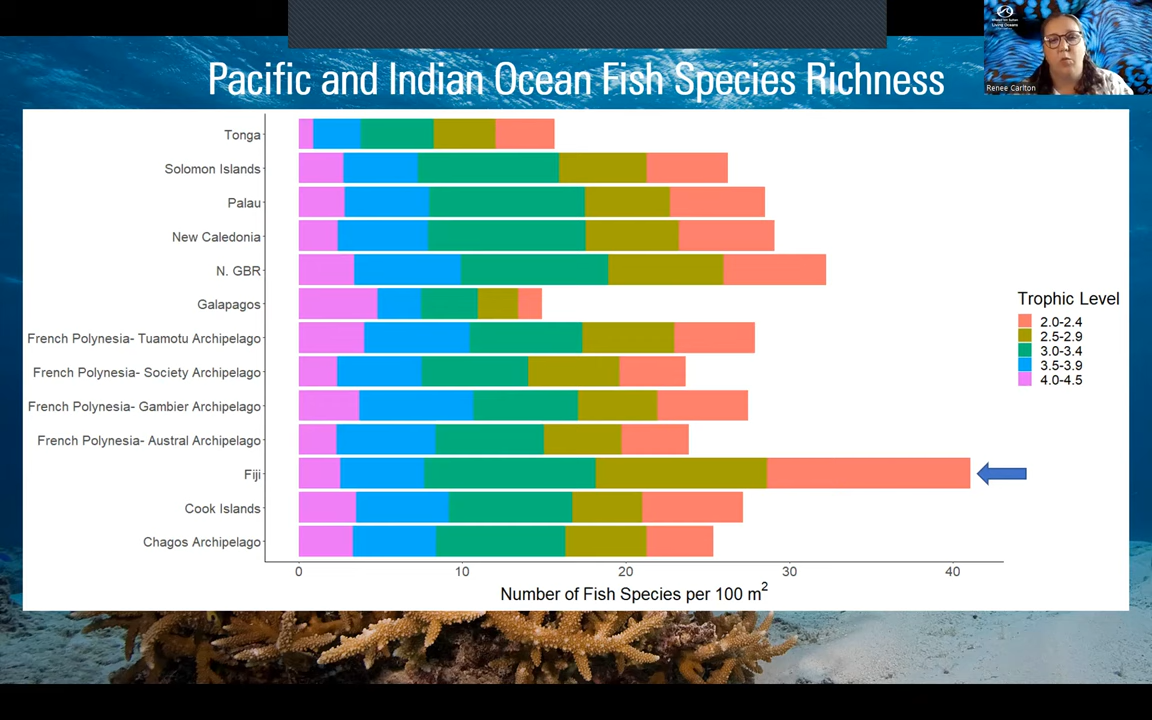 Pacific and Indian Ocean Fish Species Richness
Living Oceans
Renee Carlton
Tonga
Solomon Islands
Palau
New Caledonia
N. GBR
Galapagos
French Polynesia- Tuamotu Archipelago
French Polynesia- Society Archipelago
French Polynesia- Gambier Archipelago
French Polynesia- Austral Archipelago
Fiji
Cook Islands
Chagos Archipelago
0 10 20 30 40
Number of Fish Species per 100 m²
Trophic Level
2.0-2.4
2.5-2.9
3.0-3.4
3.5-3.9
4.0-4.5